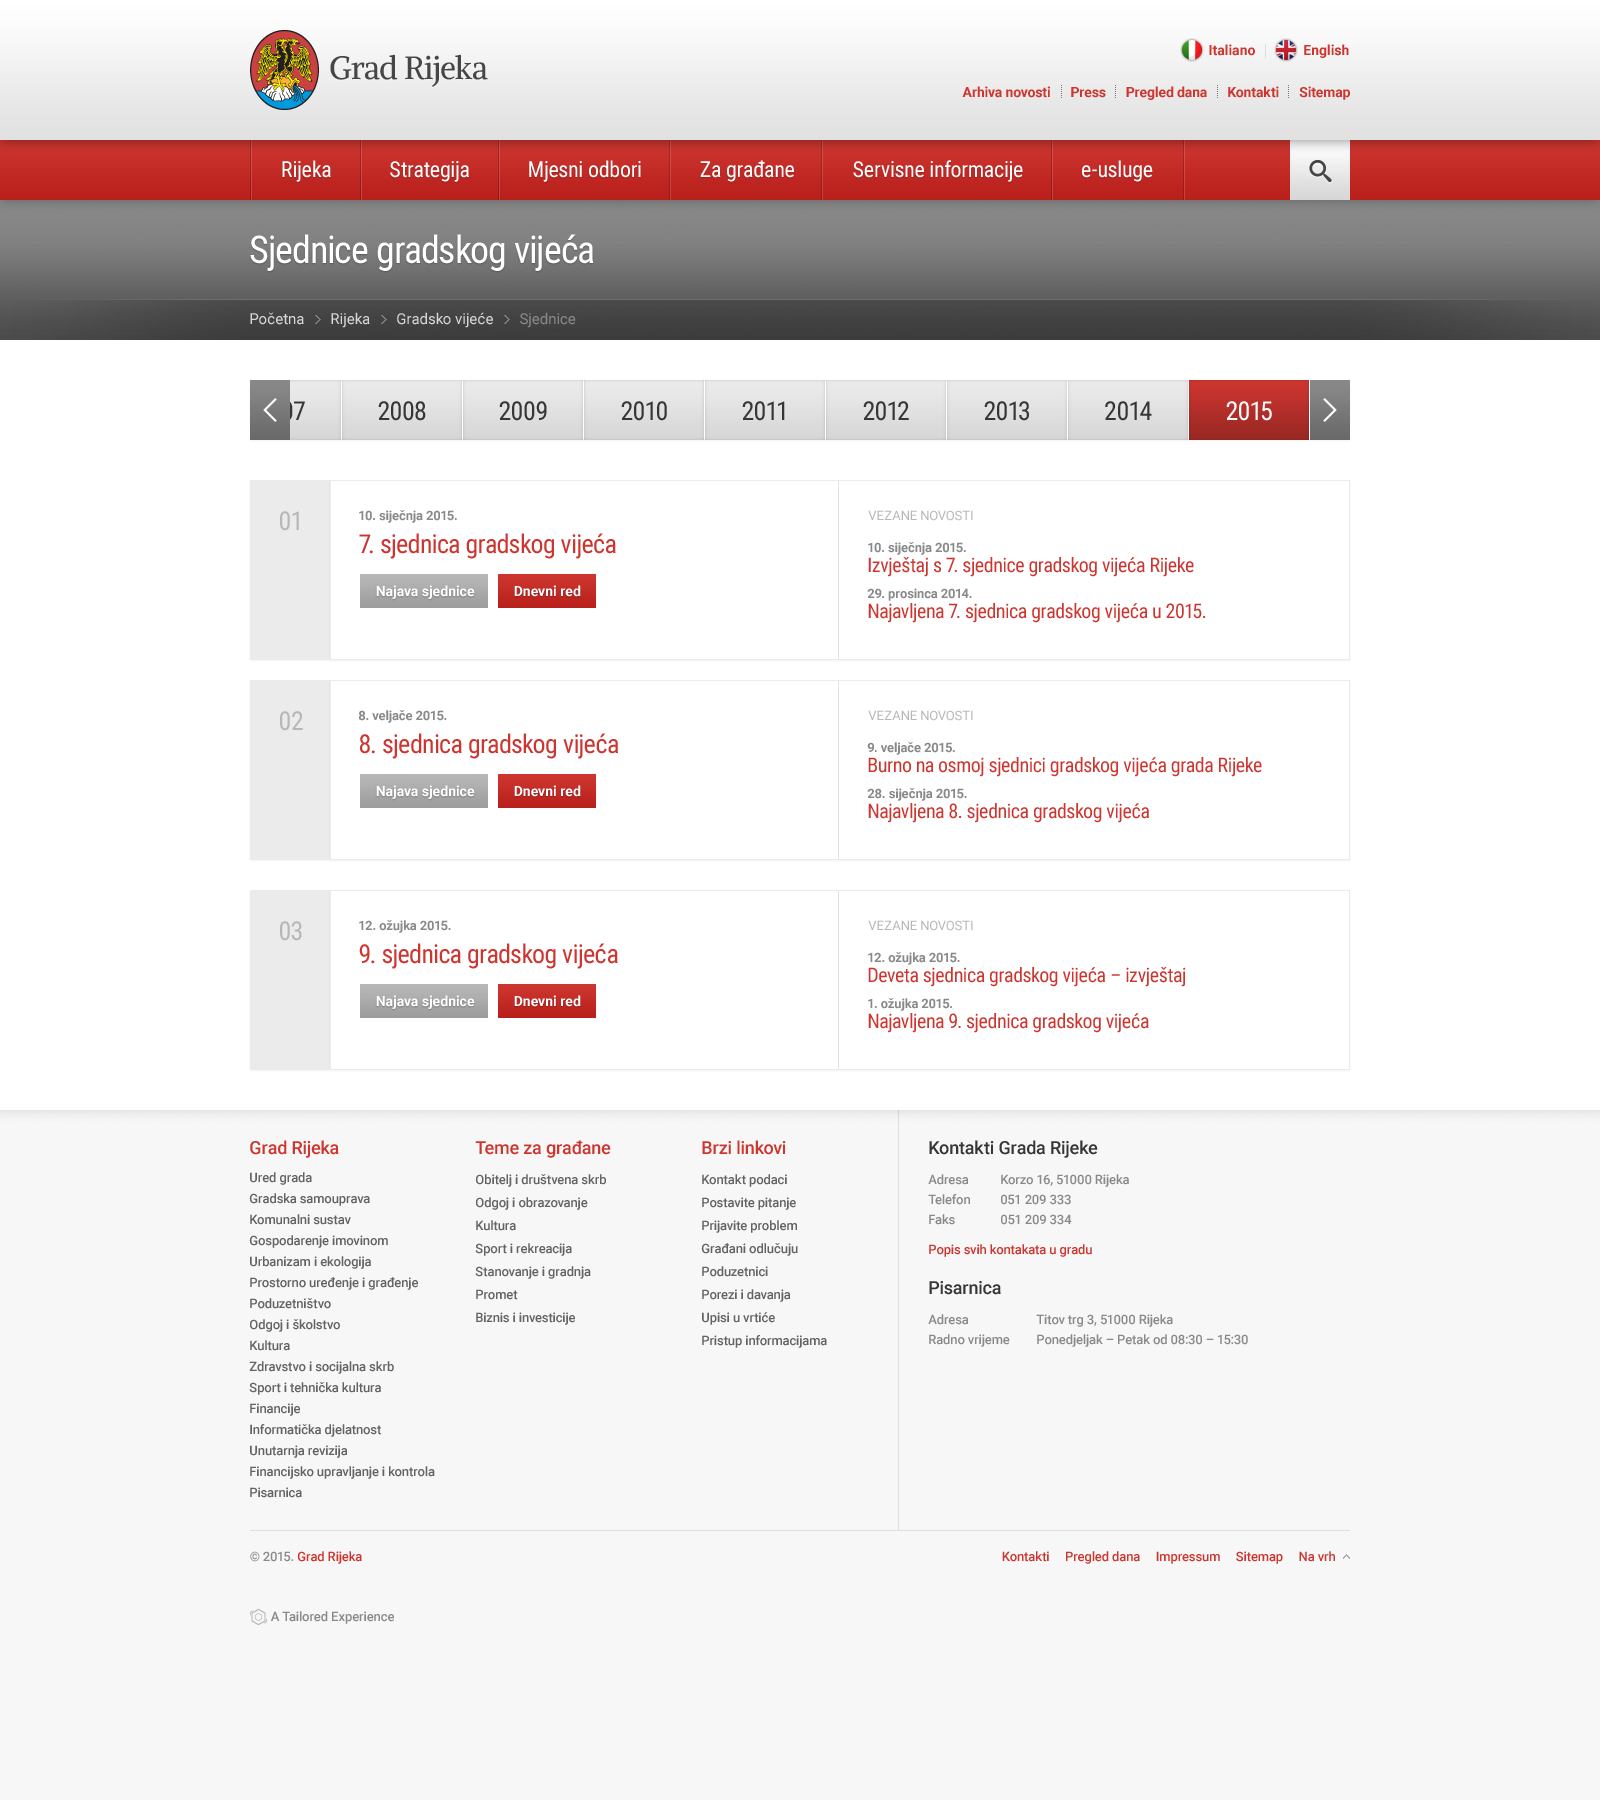 Grad Rijeka
Italiano English
Arhiva novosti Press Pregled dana Kontakti Sitemap
Rijeka Strategija Mjesni odbori Za građane Servisne informacije e-usluge
Sjednice gradskog vijeća
Početna Rijeka Gradsko vijeće Sjednice
07 2008 2009 2010 2011 2012 2013 2014 2015
01
10. siječnja 2015.
7. sjednica gradskog vijeća
Najava sjednice Dnevni red
VEZANE NOVOSTI
10. siječnja 2015.
Izvještaj s 7. sjednice gradskog vijeća Rijeke
29. prosinca 2014.
Najavljena 7. sjednica gradskog vijeća u 2015.
02
8. veljače 2015.
8. sjednica gradskog vijeća
Najava sjednice Dnevni red
VEZANE NOVOSTI
9. veljače 2015.
Burno na osmoj sjednici gradskog vijeća grada Rijeke
28. siječnja 2015.
Najavljena 8. sjednica gradskog vijeća
03
12. ožujka 2015.
9. sjednica gradskog vijeća
Najava sjednice Dnevni red
VEZANE NOVOSTI
12. ožujka 2015.
Deveta sjednica gradskog vijeća – izvještaj
1. ožujka 2015.
Najavljena 9. sjednica gradskog vijeća
Grad Rijeka
Ured grada
Gradska samouprava
Komunalni sustav
Gospodarenje imovinom
Urbanizam i ekologija
Prostorno uređenje i građenje
Poduzetništvo
Odgoj i školstvo
Kultura
Zdravstvo i socijalna skrb
Sport i tehnička kultura
Financije
Informatička djelatnost
Unutarnja revizija
Financijsko upravljanje i kontrola
Pisarnica
Teme za građane
Obitelj i društvena skrb
Odgoj i obrazovanje
Kultura
Sport i rekreacija
Stanovanje i gradnja
Promet
Biznis i investicije
Brzi linkovi
Kontakt podaci
Postavite pitanje
Prijavite problem
Građani odlučuju
Poduzetnici
Porezi i davanja
Upisi u vrtiće
Pristup informacijama
Kontakti Grada Rijeke
Adresa Korzo 16, 51000 Rijeka
Telefon 051 209 333
Faks 051 209 334
Popis svih kontakata u gradu
Pisarnica
Adresa Titov trg 3, 51000 Rijeka
Radno vrijeme Ponedjeljak – Petak od 08:30 – 15:30
© 2015. Grad Rijeka
Kontakti Pregled dana Impressum Sitemap Na vrh
A Tailored Experience